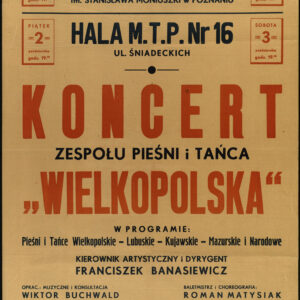 IM. STANISŁAWA MONIUSZKI W POZNANIU
PIĄTEK
2
października
godz. 19
SOBOTA
3
października
godz. 19
HALA M.T.P. Nr 16
UL. ŚNIADECKICH
KONCERT
ZESPOŁU PIEŚNI i TAŃCA
„WIELKOPOLSKA"
W PROGRAMIE:
Pieśni i Tańce Wielkopolskie – Lubuskie – Kujawskie – Mazurskie i Narodowe
KIEROWNIK ARTYSTYCZNY i DYRYGENT
FRANCISZEK BANASIEWICZ
OPRAC. MUZYCZNE i KONSULTACJA
WIKTOR BUCHWALD
BALETMISTRZ i CHOREOGRAFIA:
ROMAN MATYSIAK